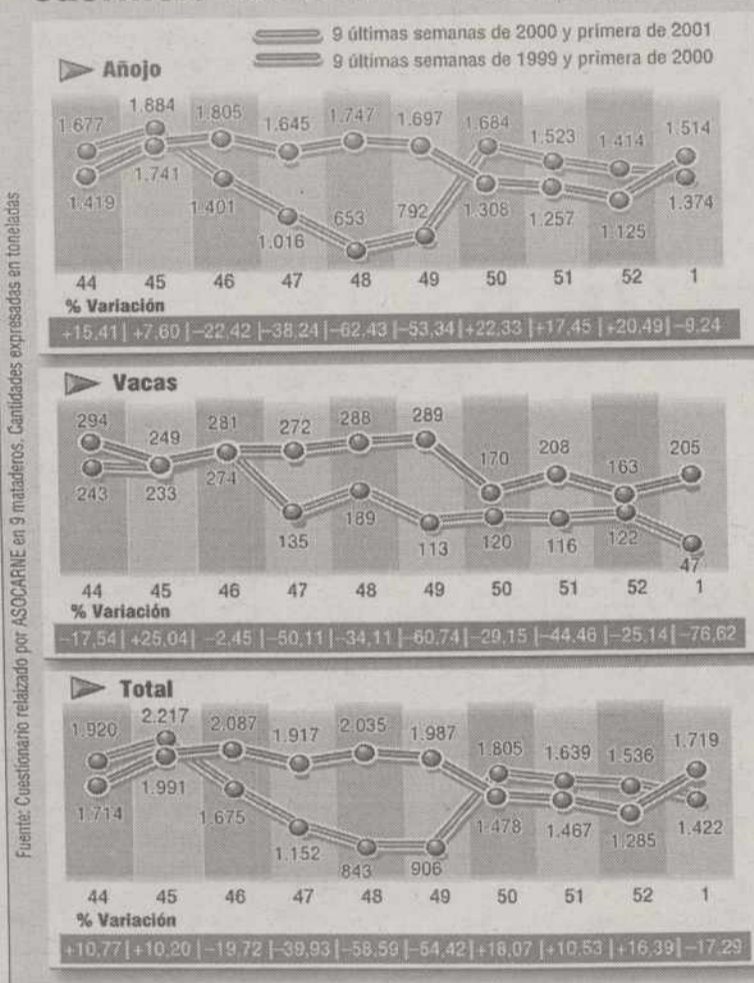 9 últimas semanas de 2000 y primera de 2001
9 últimas semanas de 1999 y primera de 2000
Añojo
1.677 1.884 1.805 1.645 1.747 1.697 1.684 1.523 1.414 1.514
1.419 1.741 1.401 1.016 653 792 1.308 1.257 1.125 1.374
44 45 46 47 48 49 50 51 52 1
% Variación
+15,41 +7,60 –22,42 –38,24 –62,43 –53,34 +22,33 +17,45 +20,49 –9,24
Vacas
294 249 281 272 288 289 170 208 163 205
243 233 274 135 189 113 120 116 122 47
44 45 46 47 48 49 50 51 52 1
% Variación
–17,54 +25,04 –2,45 –50,11 –34,11 –60,74 –29,15 –44,46 –25,14 –76,62
Total
1.920 2.217 2.087 1.917 2.035 1.987 1.805 1.639 1.536 1.719
1.714 1.991 1.675 1.152 843 906 1.478 1.467 1.285 1.422
44 45 46 47 48 49 50 51 52 1
% Variación
+10,77 +10,20 –19,72 –39,93 –58,59 –54,42 +18,07 +10,53 +16,39 –17,29
Fuente: Cuestionario relaizado por ASOCARNE en 9 mataderos. Cantidades expresadas en toneladas